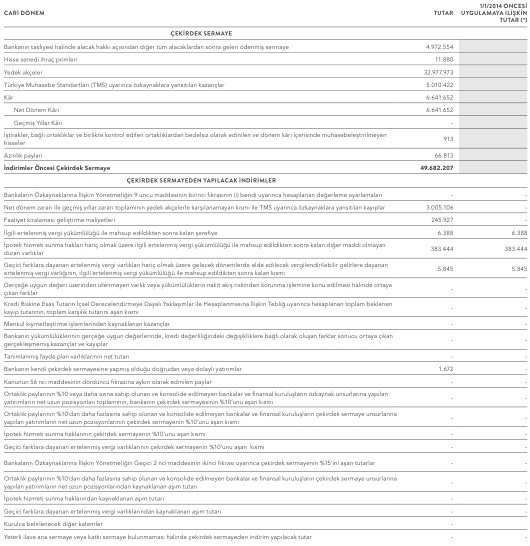 1/1/2014 ÖNCESİ
CARİ DÖNEM TUTAR UYGULAMAYA İLİŞKİN
TUTAR (*)
ÇEKİRDEK SERMAYE
Bankanın tasfiyesi halinde alacak hakkı açısından diğer tüm alacaklardan sonra gelen ödenmiş sermaye 4.972.554
Hisse senedi ihraç primleri 11.880
Yedek akçeler 32.977.973
Türkiye Muhasebe Standartları (TMS) uyarınca özkaynaklara yansıtılan kazançlar 5.010.422
Kâr 6.641.652
Net Dönem Kârı 6.641.652
Geçmiş Yıllar Kârı -
İştirakler, bağlı ortaklıklar ve birlikte kontrol edilen ortaklıklardan bedelsiz olarak edinilen ve dönem kârı içerisinde muhasebeleştirilmeyen
hisseler 913
Azınlık payları 66.813
İndirimler Öncesi Çekirdek Sermaye 49.682.207
ÇEKİRDEK SERMAYEDEN YAPILACAK İNDİRİMLER
Bankaların Özkaynaklarına İlişkin Yönetmeliğin 9 uncu maddesinin birinci fıkrasının (i) bendi uyarınca hesaplanan değerleme ayarlamaları - -
Net dönem zararı ile geçmiş yıllar zararı toplamının yedek akçelerle karşılanamayan kısmı ile TMS uyarınca özkaynaklara yansıtılan kayıplar 3.005.106 -
Faaliyet kiralaması geliştirme maliyetleri 245.927 -
İlgili ertelenmiş vergi yükümlülüğü ile mahsup edildikten sonra kalan şerefiye 6.388 6.388
İpotek hizmeti sunma hakları hariç olmak üzere ilgili ertelenmiş vergi yükümlülüğü ile mahsup edildikten sonra kalan diğer maddi olmayan
duran varlıklar 383.444 383.444
Geçici farklara dayanan ertelenmiş vergi varlıkları hariç olmak üzere gelecek dönemlerde elde edilecek vergilendirilebilir gelirlere dayanan
ertelenmiş vergi varlığının, ilgili ertelenmiş vergi yükümlülüğü ile mahsup edildikten sonra kalan kısmı 5.845 5.845
Gerçeğe uygun değeri üzerinden izlenmeyen varlık veya yükümlülüklerin nakit akış riskinden korunma işlemine konu edilmesi halinde ortaya
çıkan farklar - -
Kredi Riskine Esas Tutarın İçsel Derecelendirmeye Dayalı Yaklaşımlar ile Hesaplanmasına İlişkin Tebliğ uyarınca hesaplanan toplam beklenen
kayıp tutarının, toplam karşılık tutarını aşan kısmı - -
Menkul kıymetleştirme işlemlerinden kaynaklanan kazançlar - -
Bankanın yükümlülüklerinin gerçeğe uygun değerlerinde, kredi değerliliğindeki değişikliklere bağlı olarak oluşan farklar sonucu ortaya çıkan
gerçekleşmemiş kazançlar ve kayıplar - -
Tanımlanmış fayda plan varlıklarının net tutarı - -
Bankanın kendi çekirdek sermayesine yapmış olduğu doğrudan veya dolaylı yatırımlar 1.672 -
Kanunun 56 ncı maddesinin dördüncü fıkrasına aykırı olarak edinilen paylar - -
Ortaklık paylarının %10 veya daha azına sahip olunan ve konsolide edilmeyen bankalar ve finansal kuruluşların özkaynak unsurlarına yapılan
yatırımların net uzun pozisyonları toplamının, bankanın çekirdek sermayesinin %10'unu aşan kısmı - -
Ortaklık paylarının %10'dan daha fazlasına sahip olunan ve konsolide edilmeyen bankalar ve finansal kuruluşların çekirdek sermaye unsurlarına
yapılan yatırımların net uzun pozisyonlarının çekirdek sermayenin %10'unu aşan kısmı - -
İpotek hizmeti sunma haklarının çekirdek sermayenin %10'unu aşan kısmı - -
Geçici farklara dayanan ertelenmiş vergi varlıklarının çekirdek sermayenin %10'unu aşan kısmı - -
Bankaların Özkaynaklarına İlişkin Yönetmeliğin Geçici 2 nci maddesinin ikinci fıkrası uyarınca çekirdek sermayenin %15'ini aşan tutarlar - -
Ortaklık paylarının %10'dan daha fazlasına sahip olunan ve konsolide edilmeyen bankalar ve finansal kuruluşların çekirdek sermaye unsurlarına
yapılan yatırımların net uzun pozisyonlarından kaynaklanan aşım tutarı - -
İpotek hizmeti sunma haklarından kaynaklanan aşım tutarı - -
Geçici farklara dayanan ertelenmiş vergi varlıklarından kaynaklanan aşım tutarı - -
Kurulca belirlenecek diğer kalemler - -
Yeterli ilave ana sermaye veya katkı sermaye bulunmaması halinde çekirdek sermayeden indirim yapılacak tutar - -